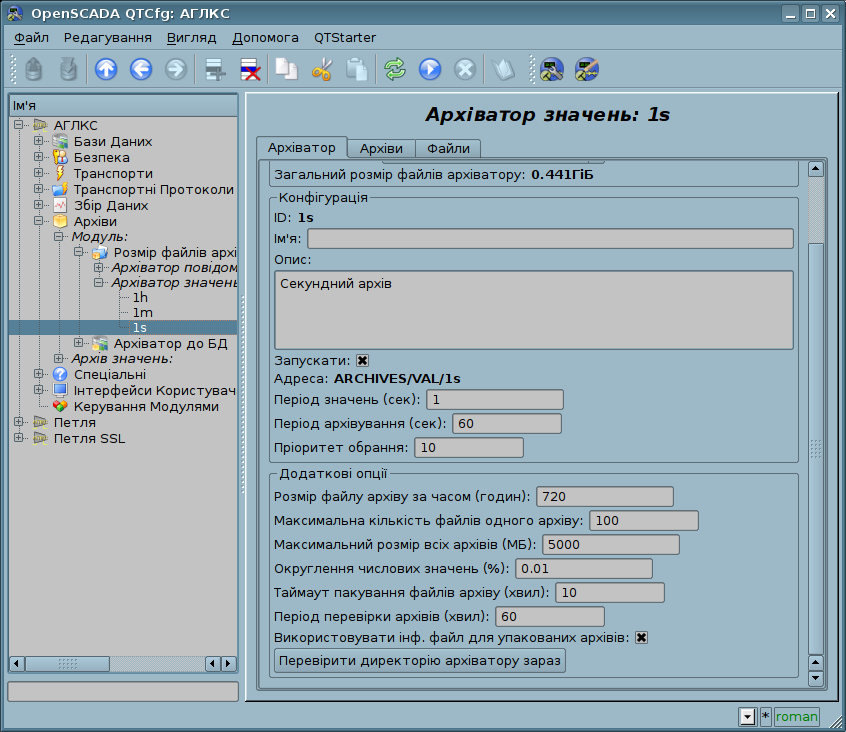 OpenSCADA QTCfg: АГЛКС
Файл Редагування Вигляд Допомога QTStarter
Ім'я
АГЛКС
Бази Даних
Безпека
Транспорти
Транспортні Протоколи
Збір Даних
Архіви
Модуль:
Розмір файлів архі
Архіватор повідом
Архіватор значень
1h
1m
1s
Архіватор до БД
Архів значень:
Спеціальні
Інтерфейси Користувач
Керування Модулями
Петля
Петля SSL
Архіватор значень: 1s
Архіватор Архіви Файли
Загальний розмір файлів архіватору: 0.441ГіБ
Конфігурація
ID: 1s
Ім'я:
Опис:
Секундний архів
Запускати:
Адреса: ARCHIVES/VAL/1s
Період значень (сек): 1
Період архівування (сек): 60
Пріоритет обрання: 10
Додаткові опції
Розмір файлу архіву за часом (годин): 720
Максимальна кількість файлів одного архіву: 100
Максимальний розмір всіх архівів (МБ): 5000
Округлення числових значень (%): 0.01
Таймаут пакування файлів архіву (хвил): 10
Період перевірки архівів (хвил): 60
Використовувати інф. файл для упакованих архівів:
Перевірити директорію архіватору зараз
* roman